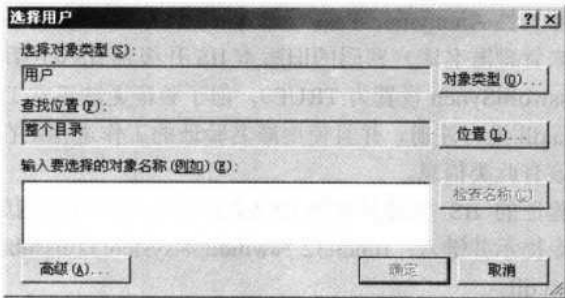 选择用户
选择对象类型(S):
用户
对象类型(O)...
查找位置(F):
整个目录
位置(L)...
输入要选择的对象名称(例如)(E):
检查名称(C)
高级(A)...
确定
取消